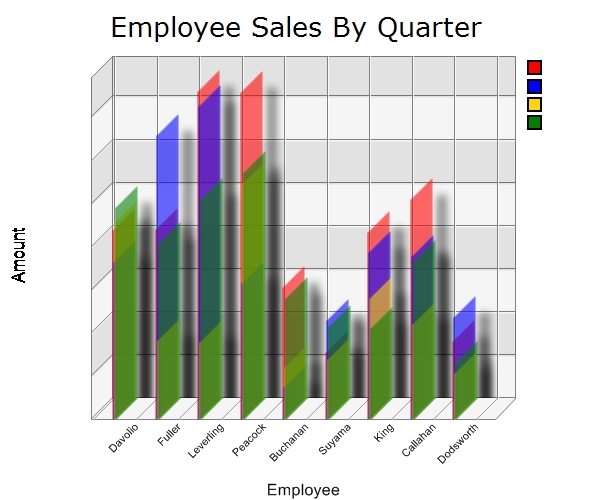 Employee Sales By Quarter
Amount
Davolio
Fuller
Leverling
Peacock
Buchanan
Suyama
King
Callahan
Dodsworth
Employee